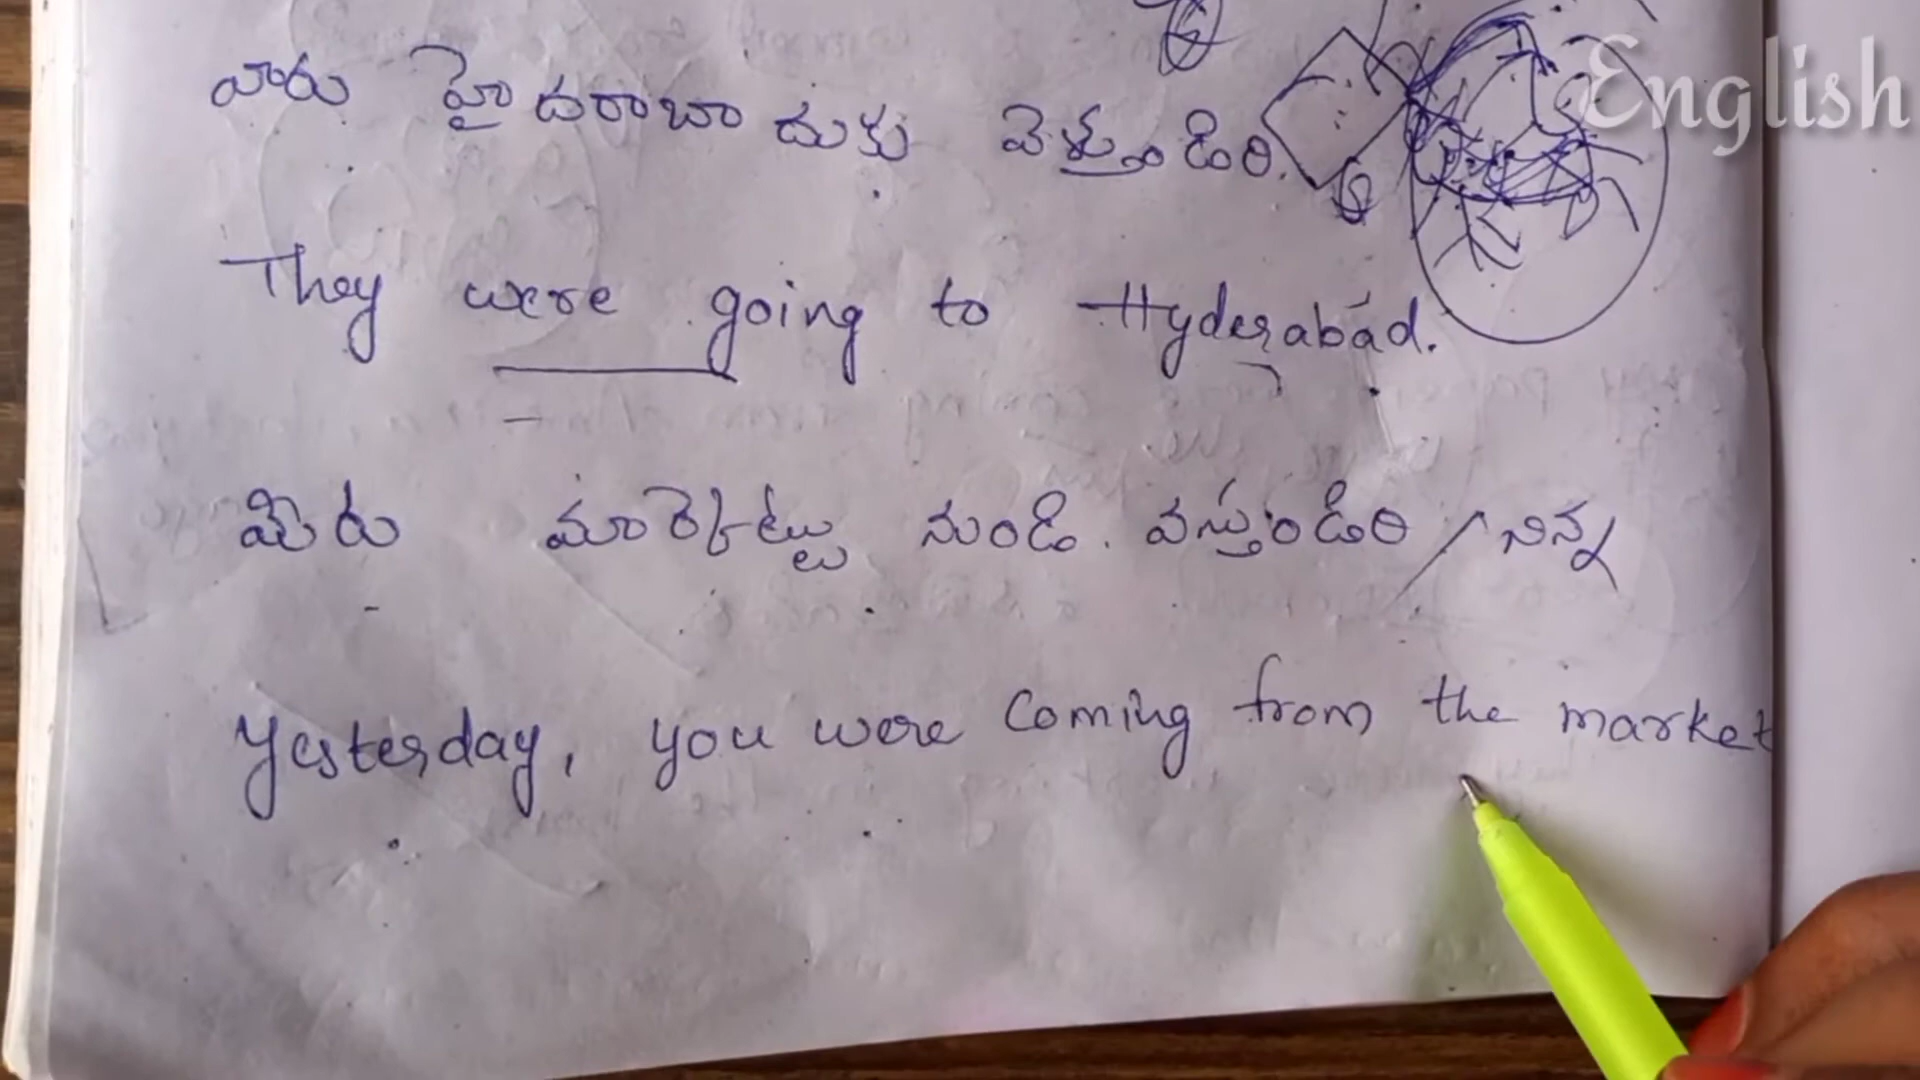 English
వారు హైదరాబాదుకు వెళ్తుండిరి.
They were going to Hyderabad.
మీరు మార్కెట్టు నుండి వస్తుండిరి / నిన్న
Yesterday, you were coming from the market